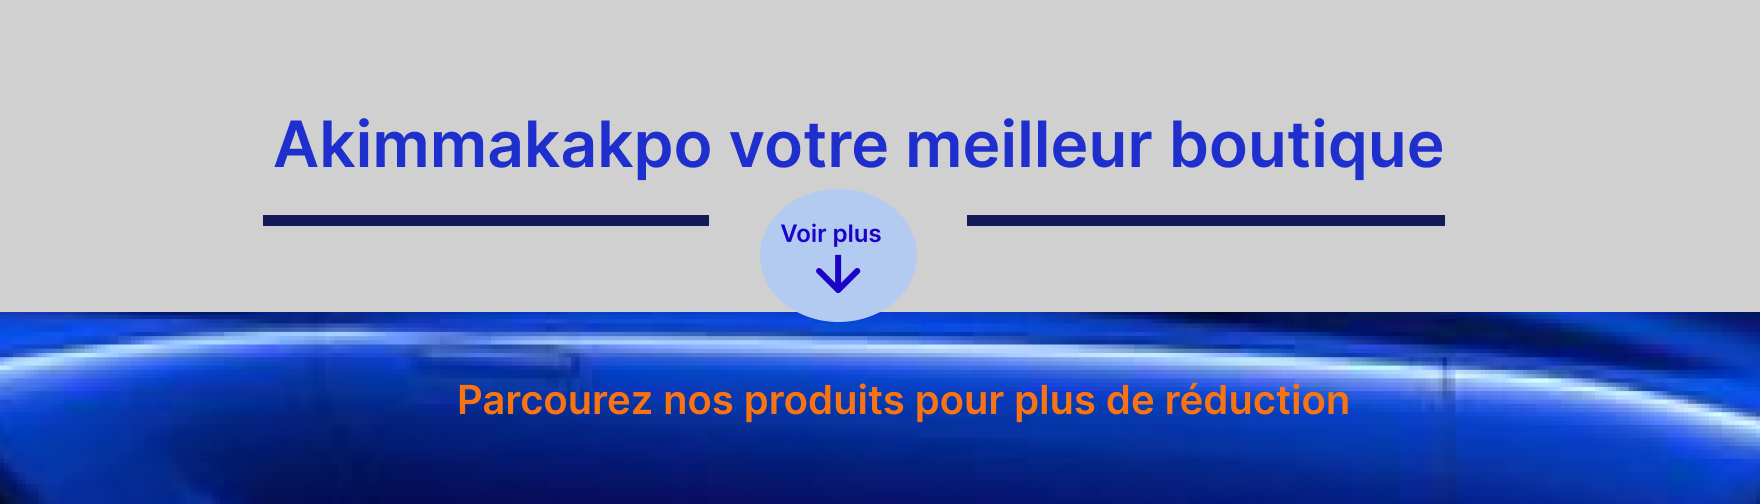 Akimmakakpo votre meilleur boutique
Voir plus
Parcourez nos produits pour plus de réduction